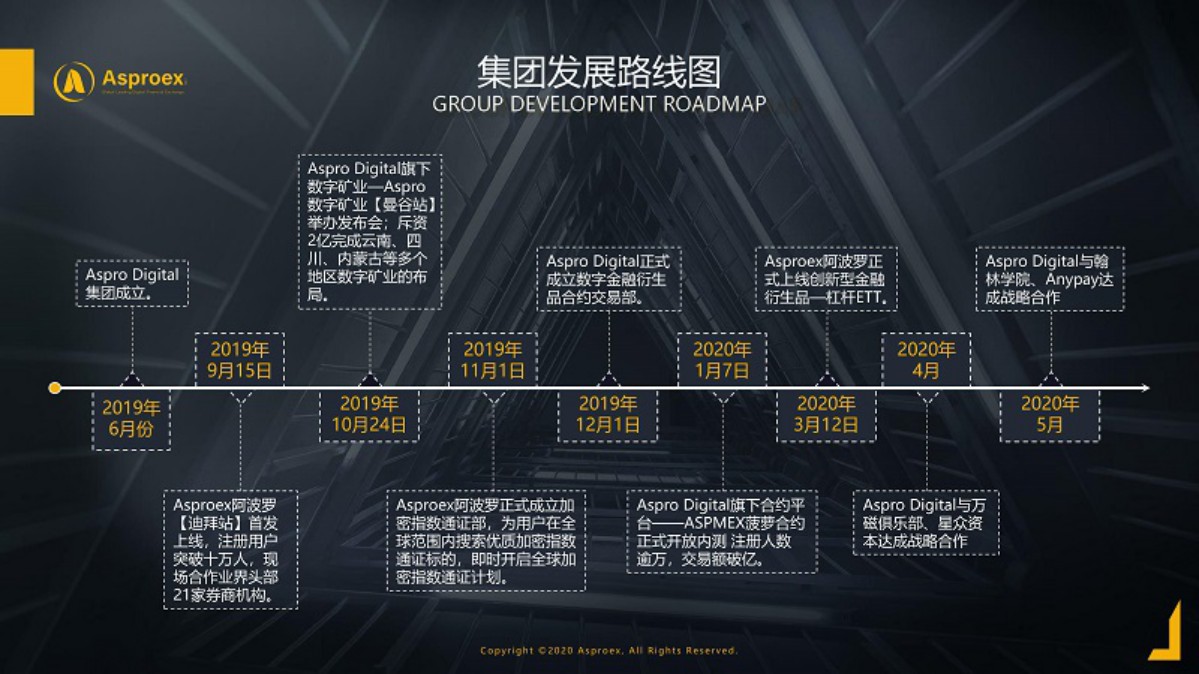 Asproex
集团发展路线图
GROUP DEVELOPMENT ROADMAP
Aspro Digital
集团成立。
2019年
6月份
2019年
9月15日
Asproex阿波罗
【迪拜站】首发
上线，注册用户
突破十万人，现
场合作业界头部
21家券商机构。
Aspro Digital旗下
数字矿业—Aspro
数字矿业【曼谷站】
举办发布会；斥资
2亿完成云南、四
川、内蒙古等多个
地区数字矿业的布
局。
2019年
10月24日
2019年
11月1日
Asproex阿波罗正式成立加
密指数通证部，为用户在全
球范围内搜索优质加密指数
通证标的，即时开启全球加
密指数通证计划。
Aspro Digital正式
成立数字金融衍生
品合约交易部。
2019年
12月1日
2020年
1月7日
Aspro Digital旗下合约平
台——ASPMEX菠萝合约
正式开放内测 注册人数
逾万，交易额破亿。
Asproex阿波罗正
式上线创新型金融
衍生品—杠杆ETT。
2020年
3月12日
2020年
4月
Aspro Digital与万
磁俱乐部、星众资
本达成战略合作
Aspro Digital与翰
林学院、Anypay达
成战略合作
2020年
5月
Copyright ©2020 Asproex, All Rights Reserved.